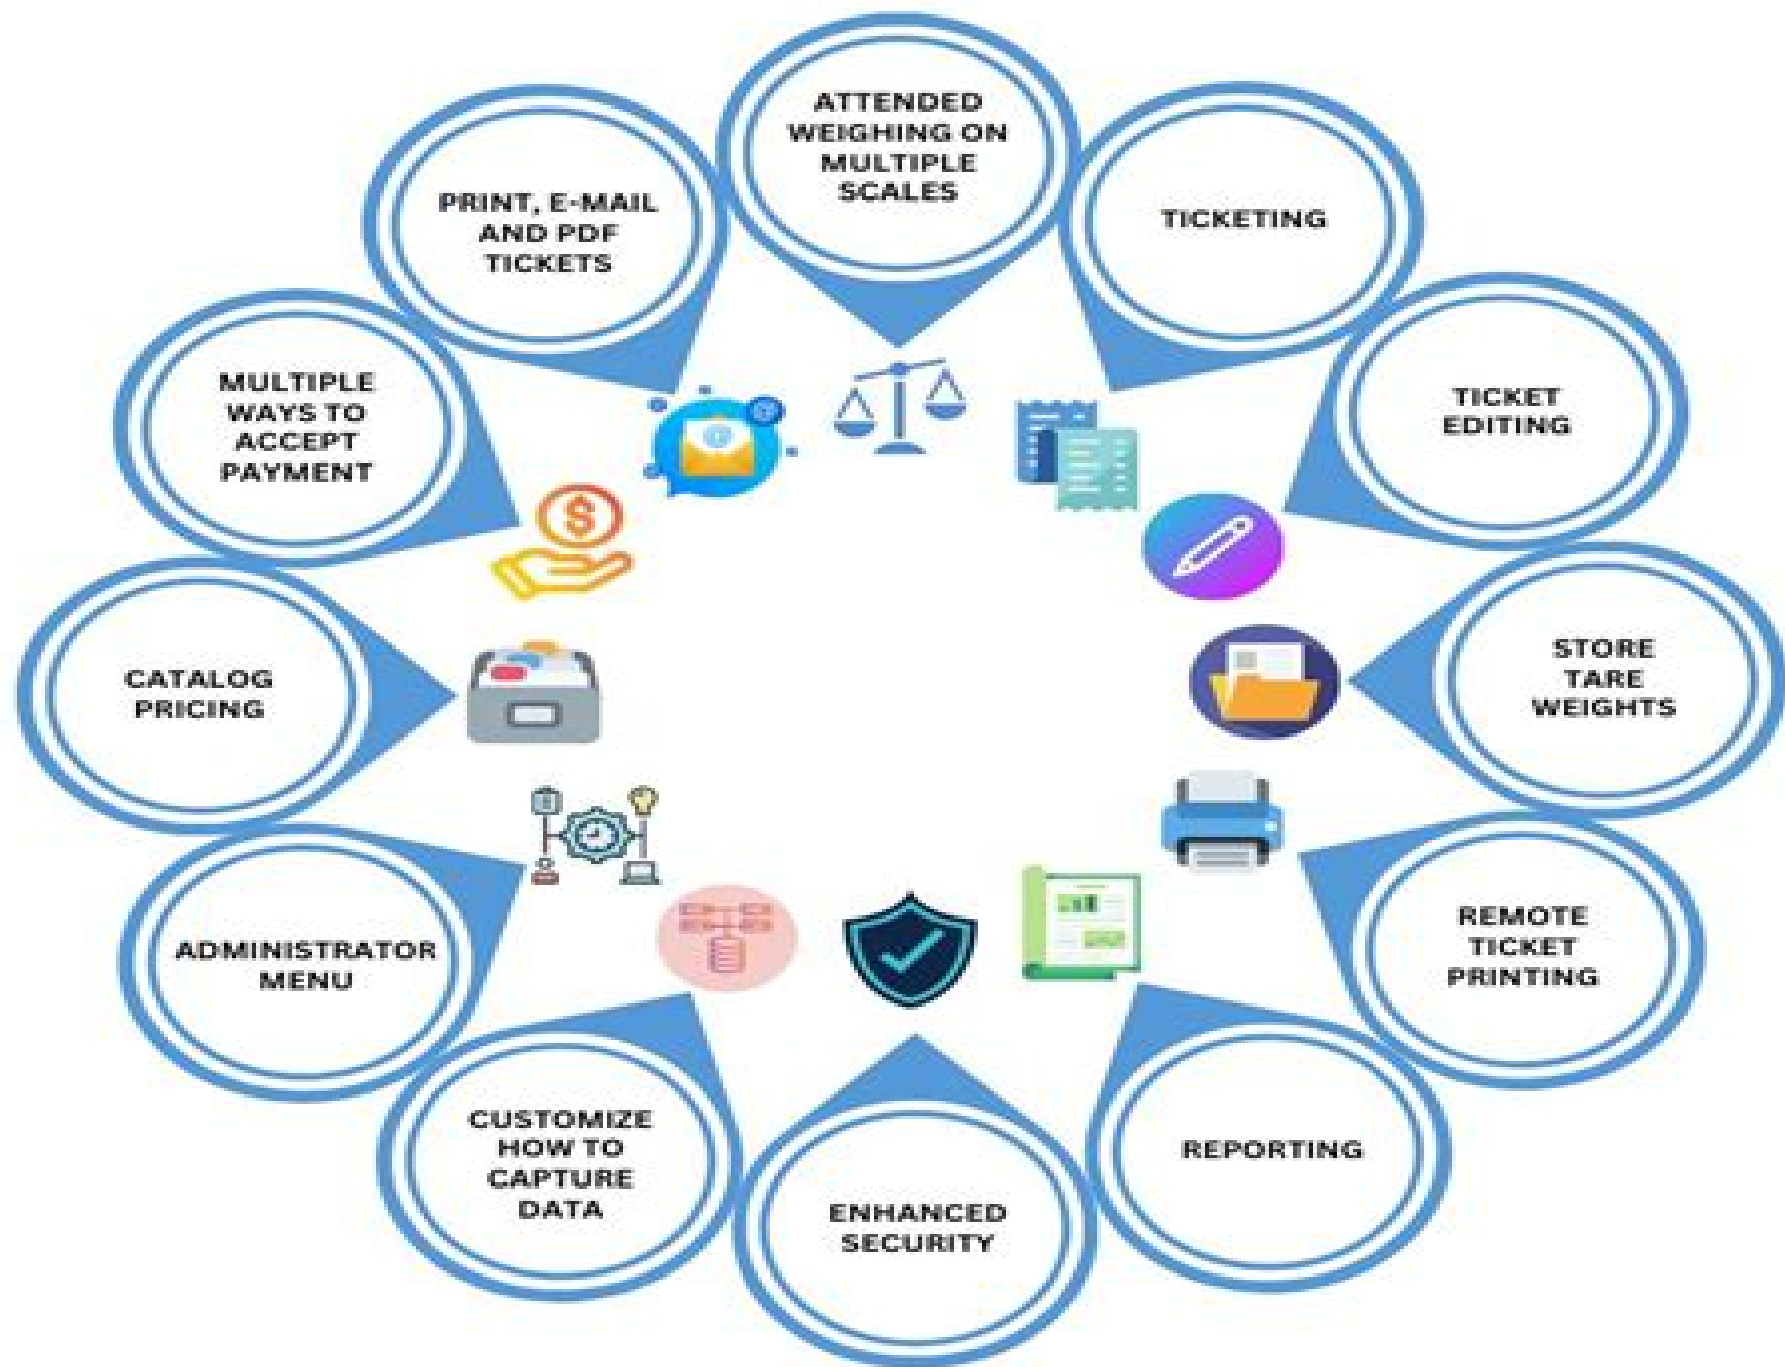 ATTENDED
WEIGHING ON
MULTIPLE
SCALES
TICKETING
TICKET
EDITING
STORE
TARE
WEIGHTS
REMOTE
TICKET
PRINTING
REPORTING
ENHANCED
SECURITY
CUSTOMIZE
HOW TO
CAPTURE
DATA
ADMINISTRATOR
MENU
CATALOG
PRICING
MULTIPLE
WAYS TO
ACCEPT
PAYMENT
PRINT, E-MAIL
AND PDF
TICKETS